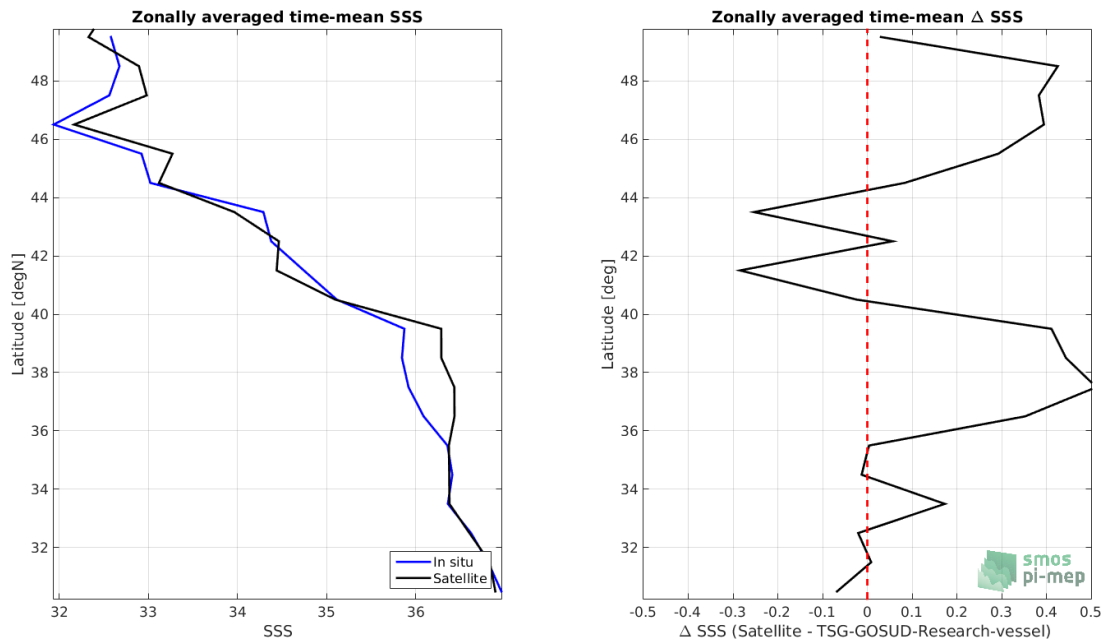 Zonally averaged time-mean SSS
Latitude [degN]
48
46
44
42
40
38
36
34
32
32 33 34 35 36
SSS
In situ
Satellite
Zonally averaged time-mean Δ SSS
Latitude [deg]
48
46
44
42
40
38
36
34
32
-0.5 -0.4 -0.3 -0.2 -0.1 0 0.1 0.2 0.3 0.4 0.5
Δ SSS (Satellite - TSG-GOSUD-Research-vessel)
smos
pi-mep